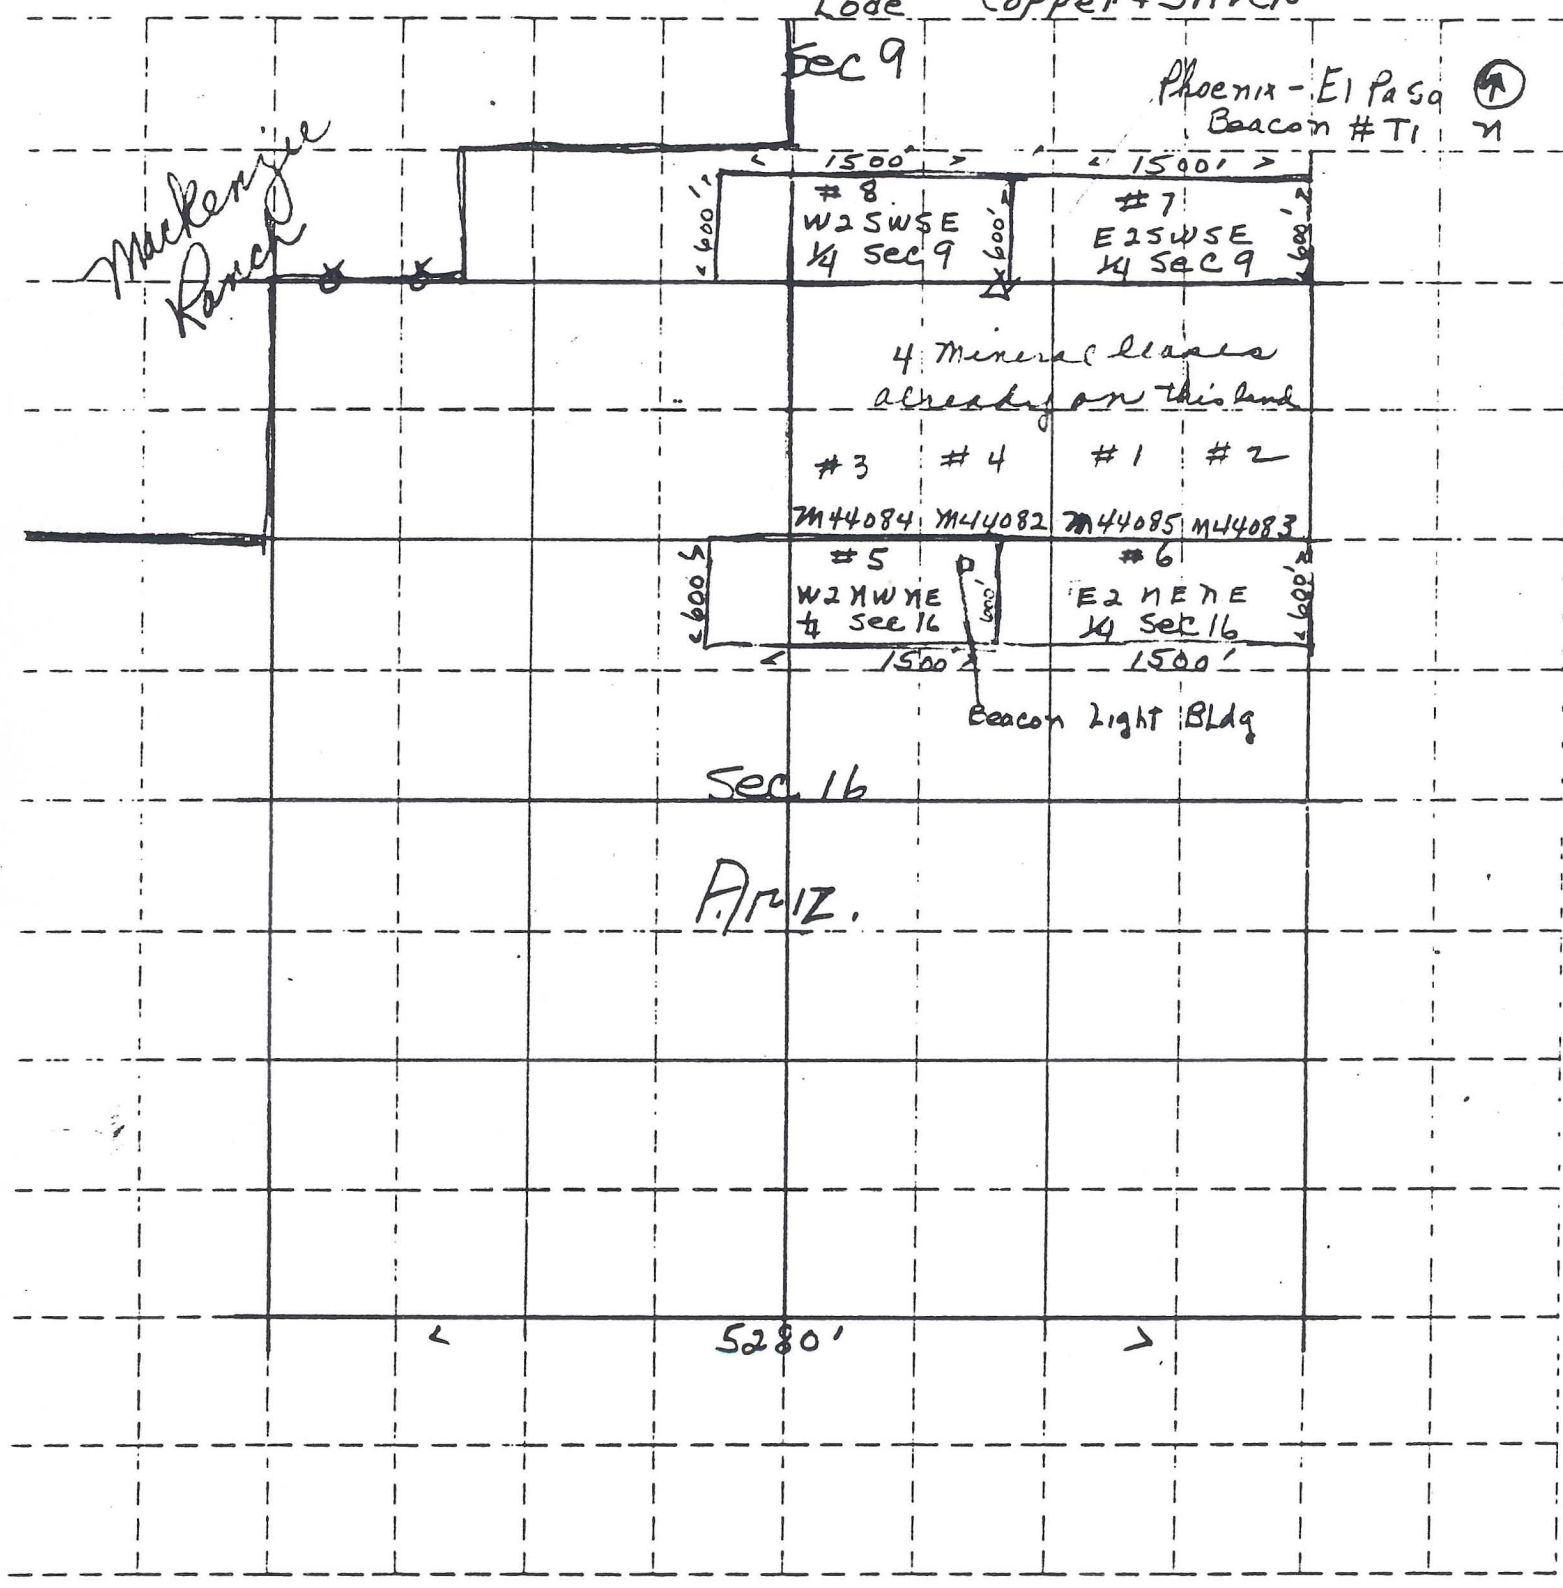 Lode Copper + Silver
Sec 9
Phoenix - El Paso
Beacon # T1 N
Mackenzie
Ranch
< 1500' > < 1500' >
# 8
W2SWSE
1/4 Sec 9
# 7
E2SWSE
1/4 Sec 9
< 600' >
< 600' >
< 600' >
4 Mineral leases
already on this land
# 3 # 4 # 1 # 2
M44084 M44082 M44085 M44083
# 5
W2NWNE
1/4 Sec 16
# 6
E2 NENE
1/4 Sec 16
< 600'
600'
< 600' >
< 1500' > 1500'
Beacon Light BLdg
Sec 16
Ariz.
< 5280' >